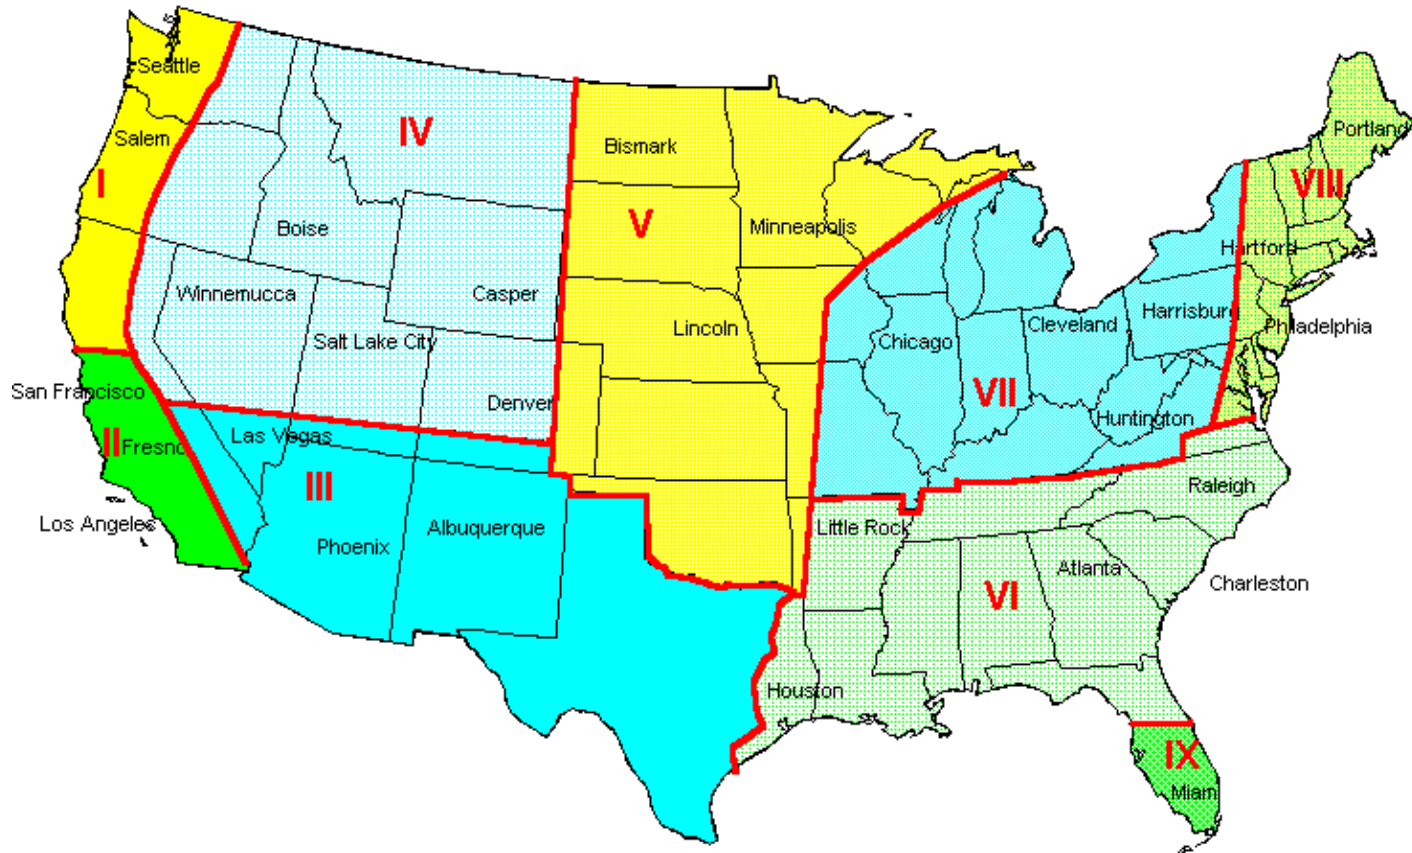 Seattle
Salem
I
IV
Bismark
Portland
VIII
Boise
V
Minneapolis
Hartford
Winnemucca
Casper
Lincoln
Salt Lake City
Chicago
Cleveland
Harrisburg
Philadelphia
San Francisco
Denver
VII
Huntington
II
Fresno
Las Vegas
III
Raleigh
Los Angeles
Phoenix
Albuquerque
Little Rock
Atlanta
Charleston
VI
Houston
IX
Miam